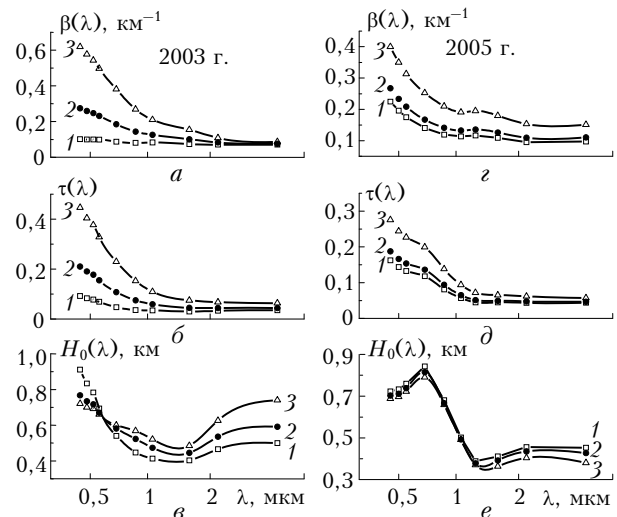 β(λ), км⁻¹
β(λ), км⁻¹
3
2003 г.
0,6
0,4
2
0,2
1
0
а
0,4
3
2005 г.
0,3
2
0,2
1
0,1
г
τ(λ)
τ(λ)
3
0,4
2
0,2
1
0
б
0,3
3
0,2
2
1
0,1
0
д
H₀(λ), км
H₀(λ), км
1,0
0,8
0,6
0,4
3
2
1
0,5
1
2
λ, мкм
в
0,9
0,7
0,5
0,3
1
2
3
0,5
1
2
λ, мкм
е